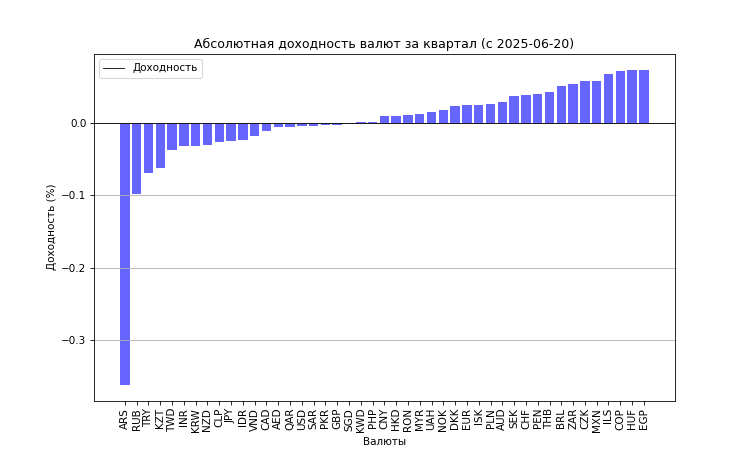 Абсолютная доходность валют за квартал (с 2025-06-20)
Доходность
Доходность (%)
0.0
−0.1
−0.2
−0.3
ARS RUB TRY KZT TWD INR KRW NZD CLP JPY IDR VND CAD AED QAR USD SAR PKR GBP SGD KWD PHP CNY HKD RON MYR UAH NOK DKK EUR ISK PLN AUD SEK CHF PEN THB BRL ZAR CZK MXN ILS COP HUF EGP
Валюты